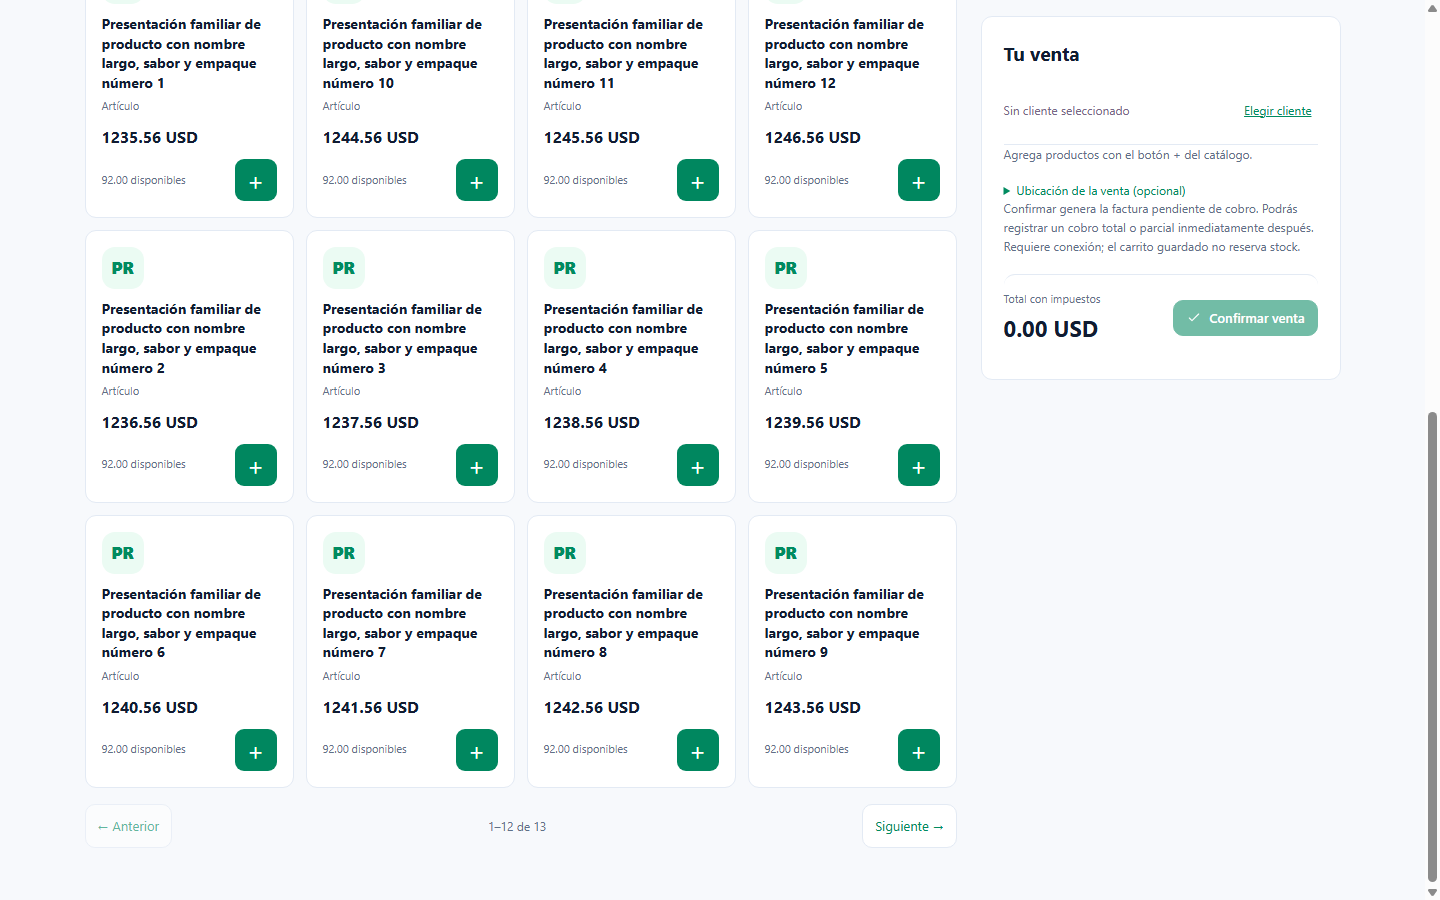 Presentación familiar de
producto con nombre
largo, sabor y empaque
número 1
Artículo
1235.56 USD
92.00 disponibles
+
Presentación familiar de
producto con nombre
largo, sabor y empaque
número 10
Artículo
1244.56 USD
92.00 disponibles
+
Presentación familiar de
producto con nombre
largo, sabor y empaque
número 11
Artículo
1245.56 USD
92.00 disponibles
+
Presentación familiar de
producto con nombre
largo, sabor y empaque
número 12
Artículo
1246.56 USD
92.00 disponibles
+
PR
Presentación familiar de
producto con nombre
largo, sabor y empaque
número 2
Artículo
1236.56 USD
92.00 disponibles
+
PR
Presentación familiar de
producto con nombre
largo, sabor y empaque
número 3
Artículo
1237.56 USD
92.00 disponibles
+
PR
Presentación familiar de
producto con nombre
largo, sabor y empaque
número 4
Artículo
1238.56 USD
92.00 disponibles
+
PR
Presentación familiar de
producto con nombre
largo, sabor y empaque
número 5
Artículo
1239.56 USD
92.00 disponibles
+
PR
Presentación familiar de
producto con nombre
largo, sabor y empaque
número 6
Artículo
1240.56 USD
92.00 disponibles
+
PR
Presentación familiar de
producto con nombre
largo, sabor y empaque
número 7
Artículo
1241.56 USD
92.00 disponibles
+
PR
Presentación familiar de
producto con nombre
largo, sabor y empaque
número 8
Artículo
1242.56 USD
92.00 disponibles
+
PR
Presentación familiar de
producto con nombre
largo, sabor y empaque
número 9
Artículo
1243.56 USD
92.00 disponibles
+
← Anterior
1–12 de 13
Siguiente →
Tu venta
Sin cliente seleccionado
Elegir cliente
Agrega productos con el botón + del catálogo.
▶ Ubicación de la venta (opcional)
Confirmar genera la factura pendiente de cobro. Podrás
registrar un cobro total o parcial inmediatamente después.
Requiere conexión; el carrito guardado no reserva stock.
Total con impuestos
0.00 USD
✓ Confirmar venta